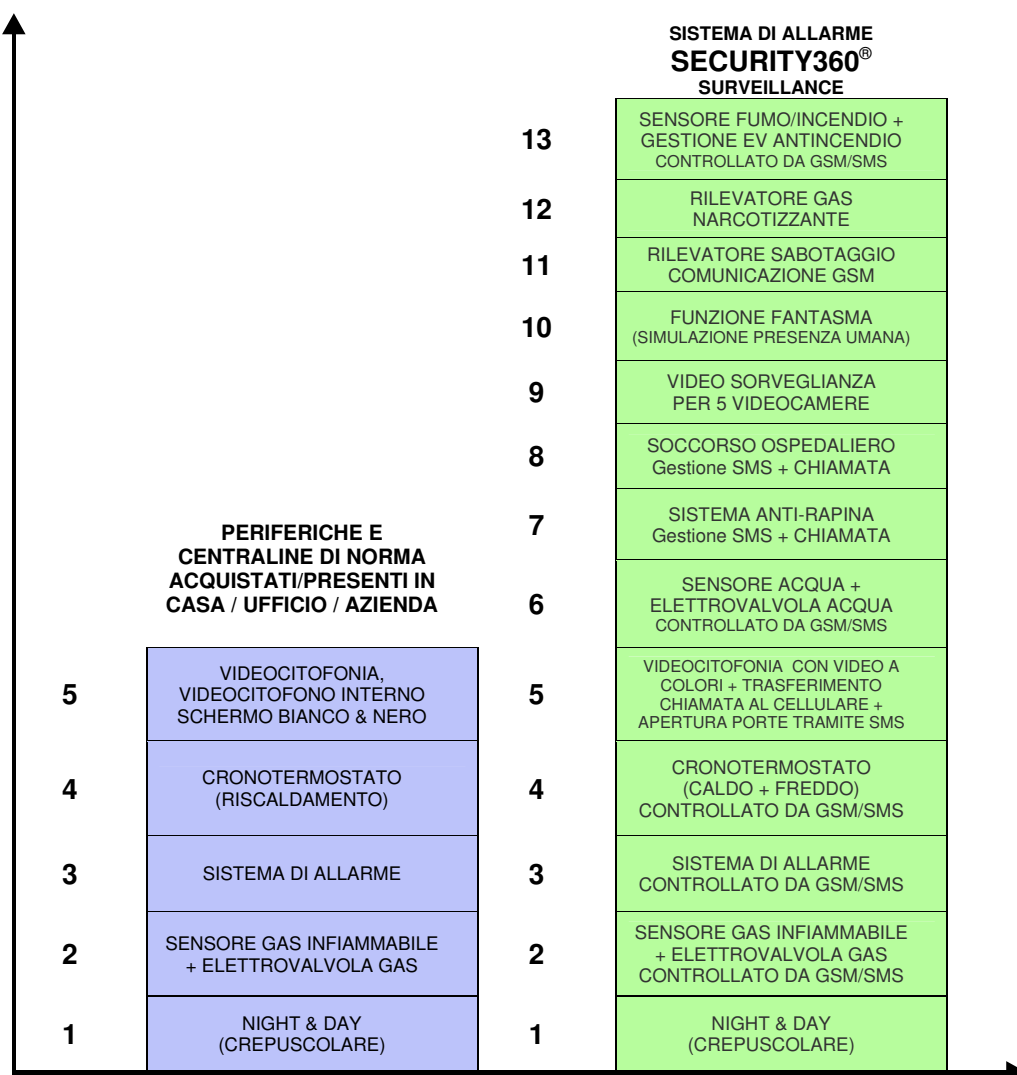 SISTEMA DI ALLARME
SECURITY360®
SURVEILLANCE
13
SENSORE FUMO/INCENDIO +
GESTIONE EV ANTINCENDIO
CONTROLLATO DA GSM/SMS
12
RILEVATORE GAS
NARCOTIZZANTE
11
RILEVATORE SABOTAGGIO
COMUNICAZIONE GSM
10
FUNZIONE FANTASMA
(SIMULAZIONE PRESENZA UMANA)
9
VIDEO SORVEGLIANZA
PER 5 VIDEOCAMERE
8
SOCCORSO OSPEDALIERO
Gestione SMS + CHIAMATA
7
SISTEMA ANTI-RAPINA
Gestione SMS + CHIAMATA
6
SENSORE ACQUA +
ELETTROVALVOLA ACQUA
CONTROLLATO DA GSM/SMS
5
VIDEOCITOFONIA CON VIDEO A
COLORI + TRASFERIMENTO
CHIAMATA AL CELLULARE +
APERTURA PORTE TRAMITE SMS
4
CRONOTERMOSTATO
(CALDO + FREDDO)
CONTROLLATO DA GSM/SMS
3
SISTEMA DI ALLARME
CONTROLLATO DA GSM/SMS
2
SENSORE GAS INFIAMMABILE
+ ELETTROVALVOLA GAS
CONTROLLATO DA GSM/SMS
1
NIGHT & DAY
(CREPUSCOLARE)
PERIFERICHE E
CENTRALINE DI NORMA
ACQUISTATI/PRESENTI IN
CASA / UFFICIO / AZIENDA
5
VIDEOCITOFONIA,
VIDEOCITOFONO INTERNO
SCHERMO BIANCO & NERO
4
CRONOTERMOSTATO
(RISCALDAMENTO)
3
SISTEMA DI ALLARME
2
SENSORE GAS INFIAMMABILE
+ ELETTROVALVOLA GAS
1
NIGHT & DAY
(CREPUSCOLARE)